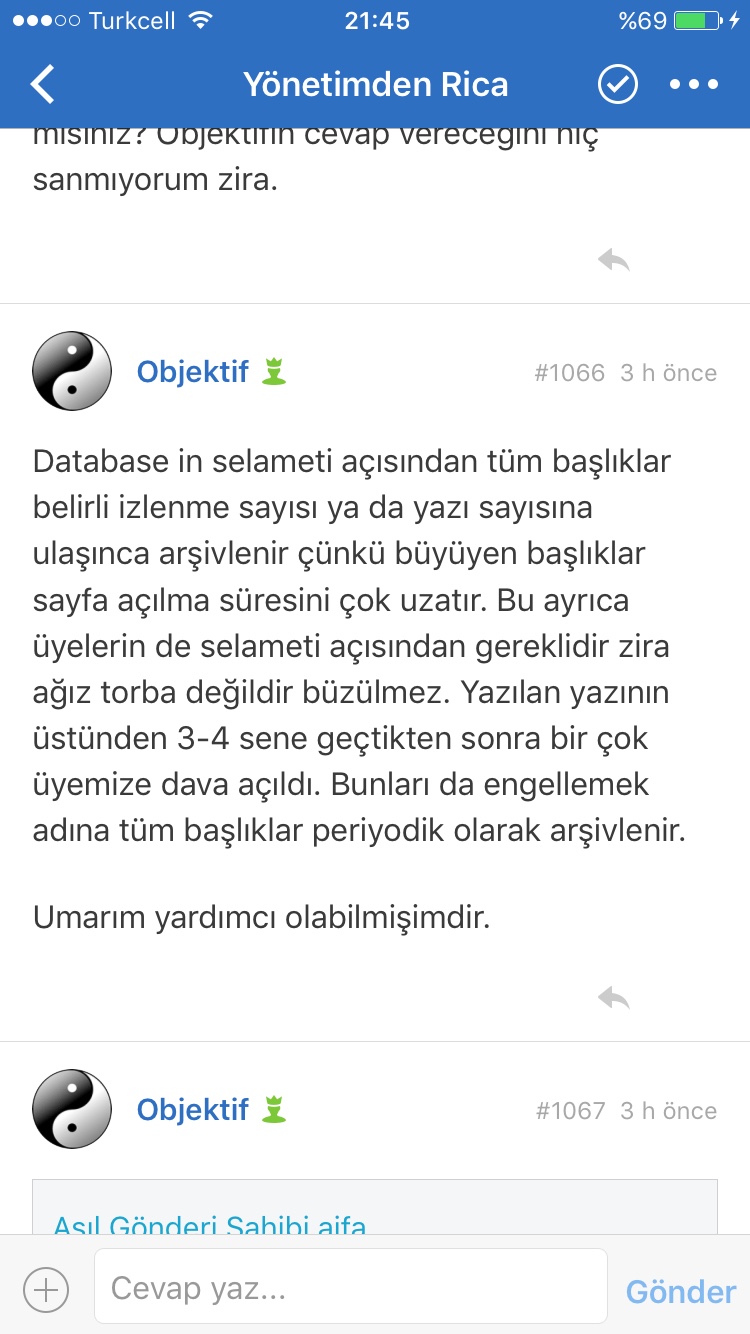 Turkcell 21:45 %69
Yönetimden Rica
misiniz? Objektifin cevap vereceğini hiç
sanmıyorum zira.
Objektif #1066 3 h önce
Database in selameti açısından tüm başlıklar
belirli izlenme sayısı ya da yazı sayısına
ulaşınca arşivlenir çünkü büyüyen başlıklar
sayfa açılma süresini çok uzatır. Bu ayrıca
üyelerin de selameti açısından gereklidir zira
ağız torba değildir büzülmez. Yazılan yazının
üstünden 3-4 sene geçtikten sonra bir çok
üyemize dava açıldı. Bunları da engellemek
adına tüm başlıklar periyodik olarak arşivlenir.
Umarım yardımcı olabilmişimdir.
Objektif #1067 3 h önce
Asıl Gönderi Sahibi aifa
Cevap yaz... Gönder